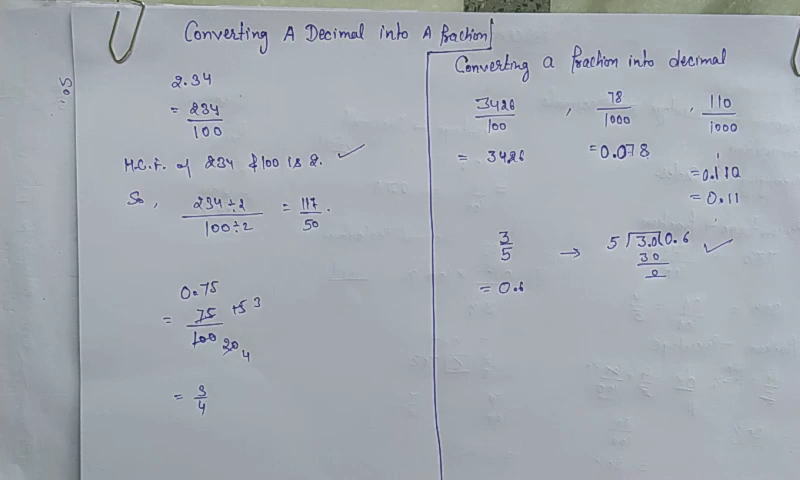 Converting A Decimal into A fraction
2.34
= 234/100
H.C.F. of 234 & 100 is 2. ✓
So, 234÷2/100÷2 = 117/50.
0.75
= 75/100 15 3 20 4
= 3/4
Converting a fraction into decimal
3426/100 , 78/1000 , 110/1000
= 3426 =0.078 =0.110
=0.11
3/5 → 5 3.0 0.6 ✓
30
0
= 0.6